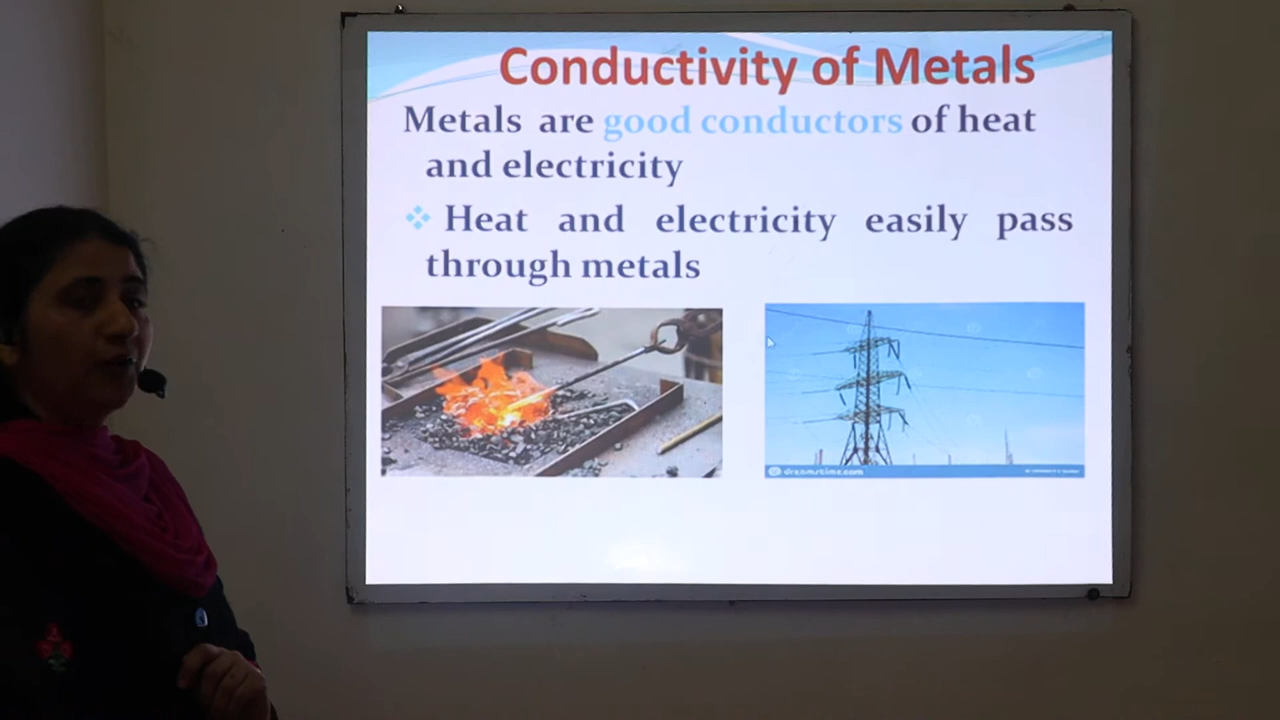 Conductivity of Metals
Metals are good conductors of heat
and electricity
❖ Heat and electricity easily pass
through metals
dreamstime.com